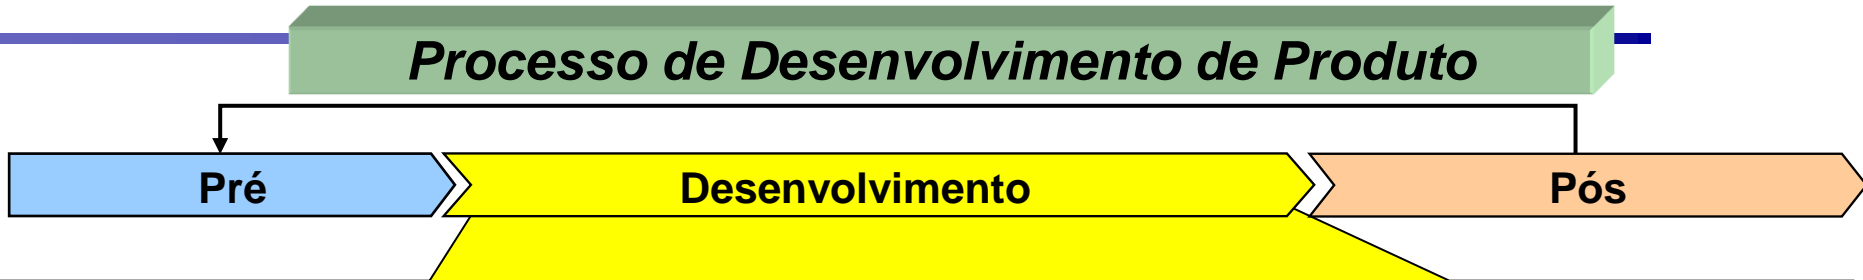 Processo de Desenvolvimento de Produto
Pré
Desenvolvimento
Pós